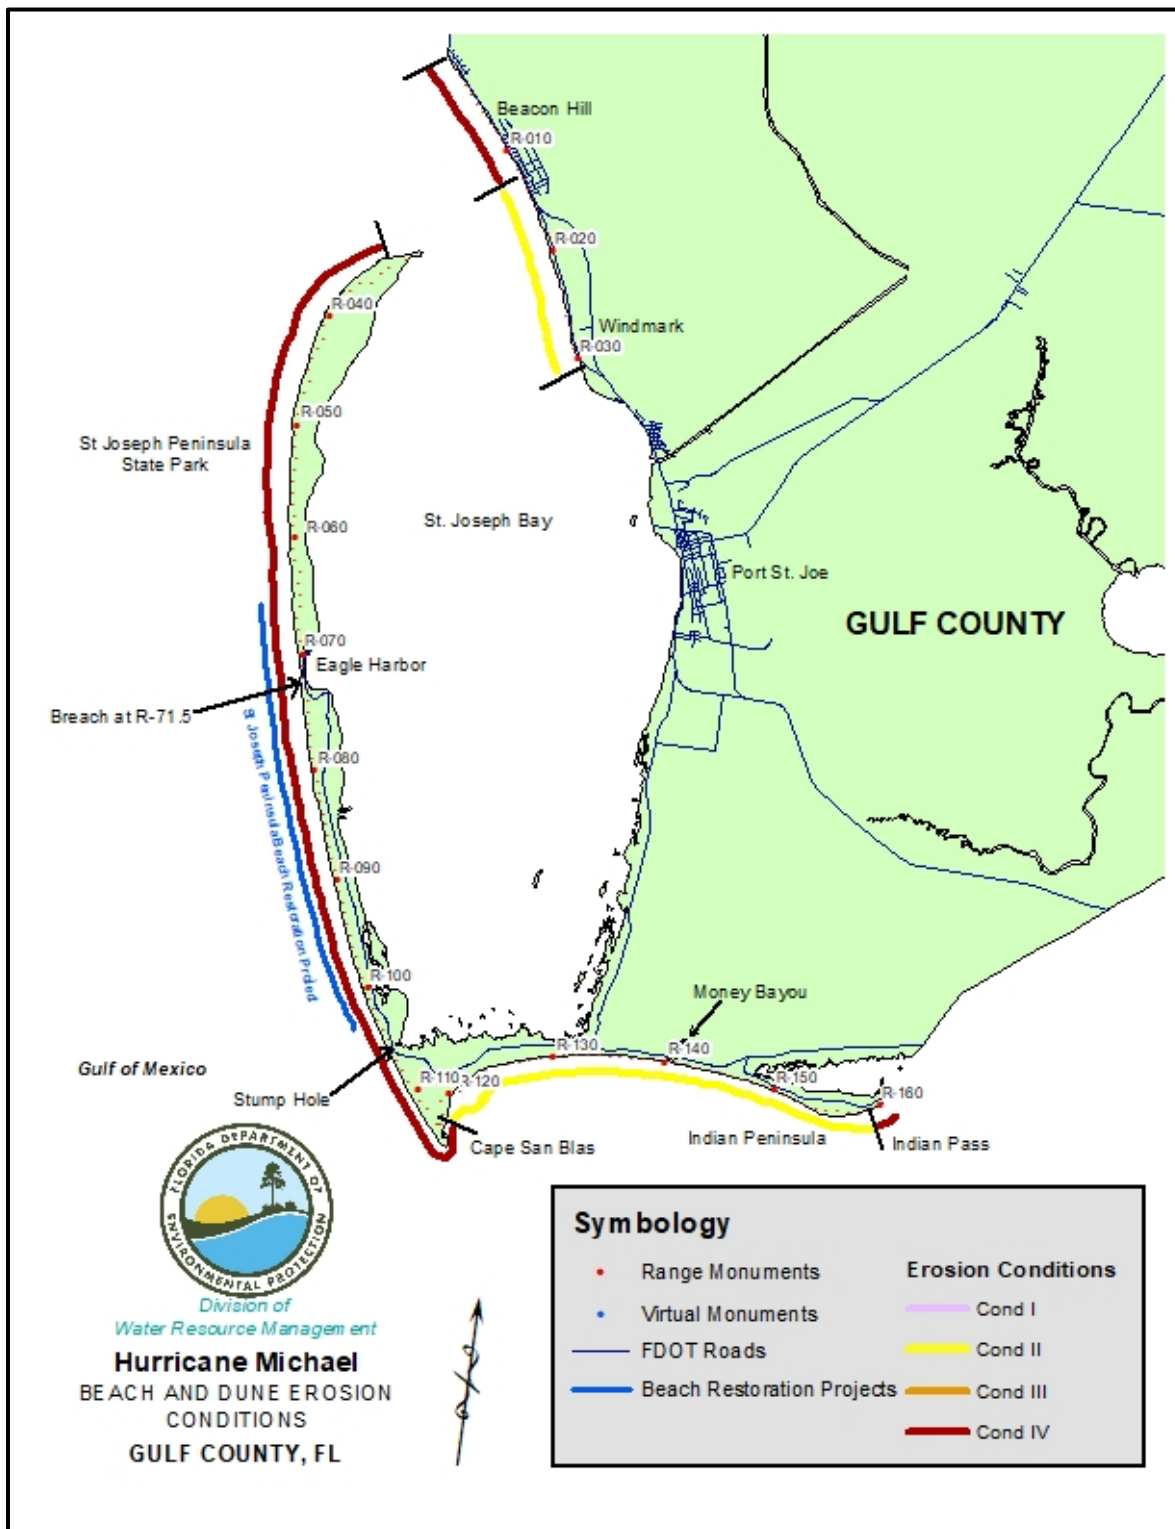 Beacon Hill
R-010
R-020
Windmark
R-030
R-040
R-050
St Joseph Peninsula
State Park
St. Joseph Bay
R-060
Port St. Joe
GULF COUNTY
R-070
Eagle Harbor
Breach at R-71.5
St Joseph Peninsula Beach Restoration Project
R-080
R-090
R-100
Money Bayou
R-130
R-140
Gulf of Mexico
R-110
R-120
R-150
R-160
Stump Hole
Cape San Blas
Indian Peninsula
Indian Pass
FLORIDA DEPARTMENT OF
ENVIRONMENTAL PROTECTION
Division of
Water Resource Management
Hurricane Michael
BEACH AND DUNE EROSION
CONDITIONS
GULF COUNTY, FL
Symbology
Range Monuments
Virtual Monuments
FDOT Roads
Beach Restoration Projects
Erosion Conditions
Cond I
Cond II
Cond III
Cond IV